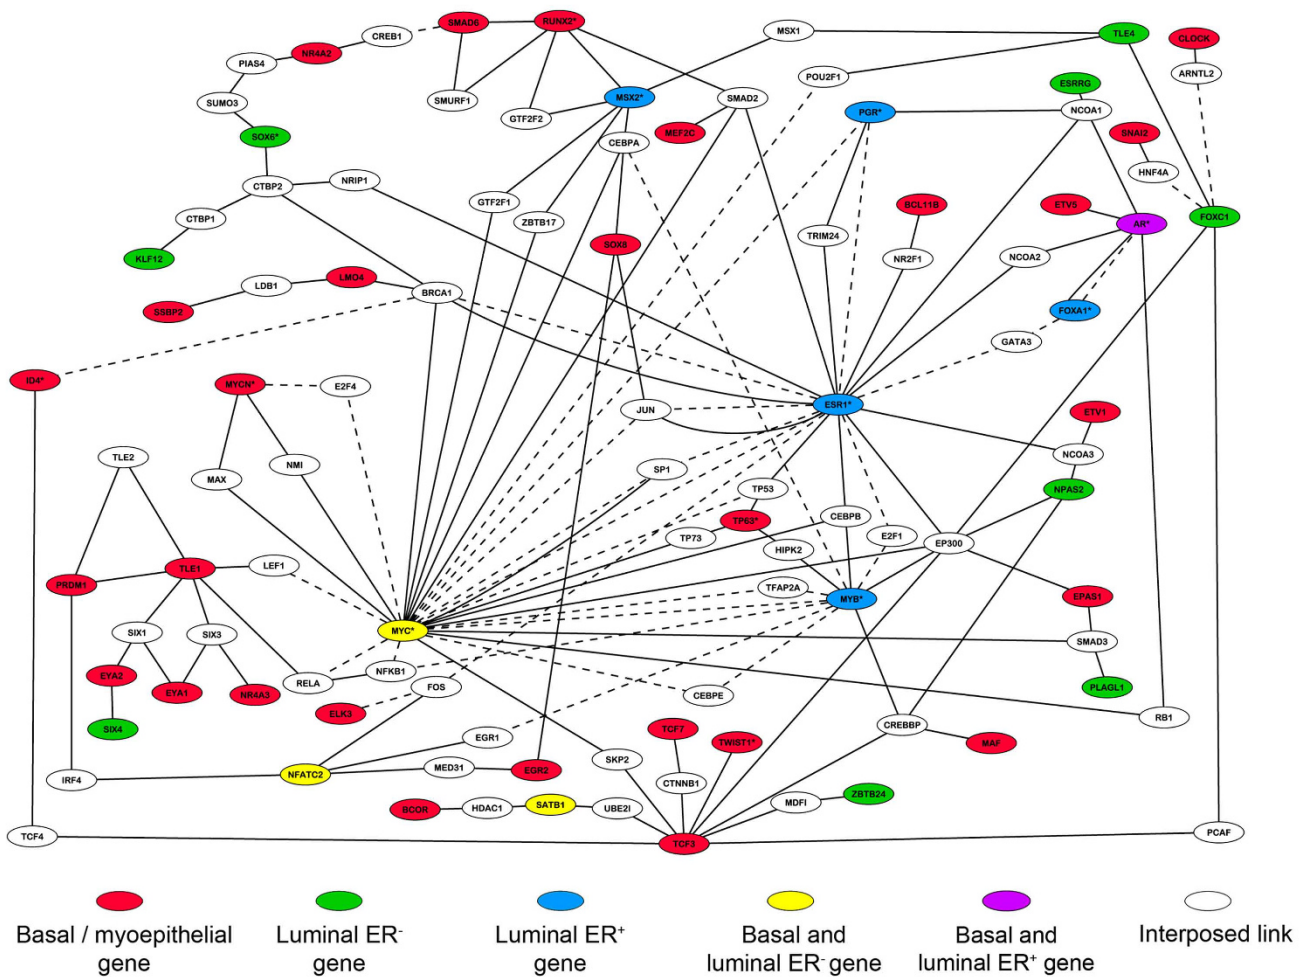 SMAD6
RUNX2*
CREB1
MSX1
TLE4
CLOCK
NR4A2
PIAS4
ARNTL2
POU2F1
ESRRG
SUMO3
SMURF1
MSX2*
SMAD2
GTF2F2
PGR*
NCOA1
SOX6*
MEF2C
SNAI2
CEBPA
HNF4A
CTBP2
NRIP1
GTF2F1
ZBTB17
BCL11B
ETV5
CTBP1
TRIM24
AR*
FOXC1
SOX8
KLF12
NR2F1
NCOA2
LDB1
LMO4
BRCA1
SSBP2
FOXA1*
GATA3
ID4*
MYCN*
E2F4
JUN
ESR1*
ETV1
TLE2
NCOA3
NMI
SP1
MAX
TP53
NPAS2
TP63*
CEBPB
TP73
E2F1
HIPK2
EP300
PRDM1
TLE1
LEF1
TFAP2A
MYB*
EPAS1
MYC*
SIX1
SIX3
SMAD3
EYA2
NFKB1
EYA1
NR4A3
RELA
FOS
CEBPE
PLAGL1
ELK3
SIX4
TCF7
CREBBP
RB1
EGR1
TWIST1*
MAF
IRF4
NFATC2
MED31
EGR2
SKP2
CTNNB1
ZBTB24
BCOR
HDAC1
SATB1
UBE2I
MDFI
TCF4
TCF3
PCAF
Basal / myoepithelial
gene
Luminal ER-
gene
Luminal ER+
gene
Basal and
luminal ER- gene
Basal and
luminal ER+ gene
Interposed link